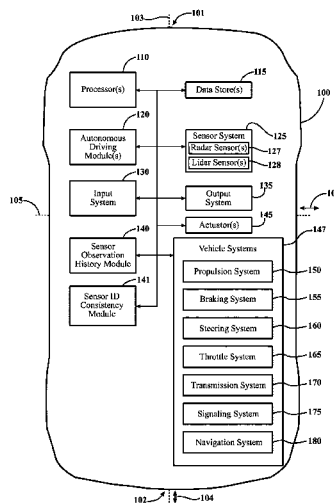 103
101
110
Processor(s)
115
Data Store(s)
100
120
Autonomous
Driving
Module(s)
125
Sensor System
Radar Sensor(s)
127
Lidar Sensor(s)
128
130
Input
System
135
Output
System
105
10
145
Actuator(s)
140
Sensor
Observation
History Module
147
Vehicle Systems
141
Sensor ID
Consistency
Module
Propulsion System
150
Braking System
155
Steering System
160
Throttle System
165
Transmission System
170
Signaling System
175
Navigation System
180
102
104